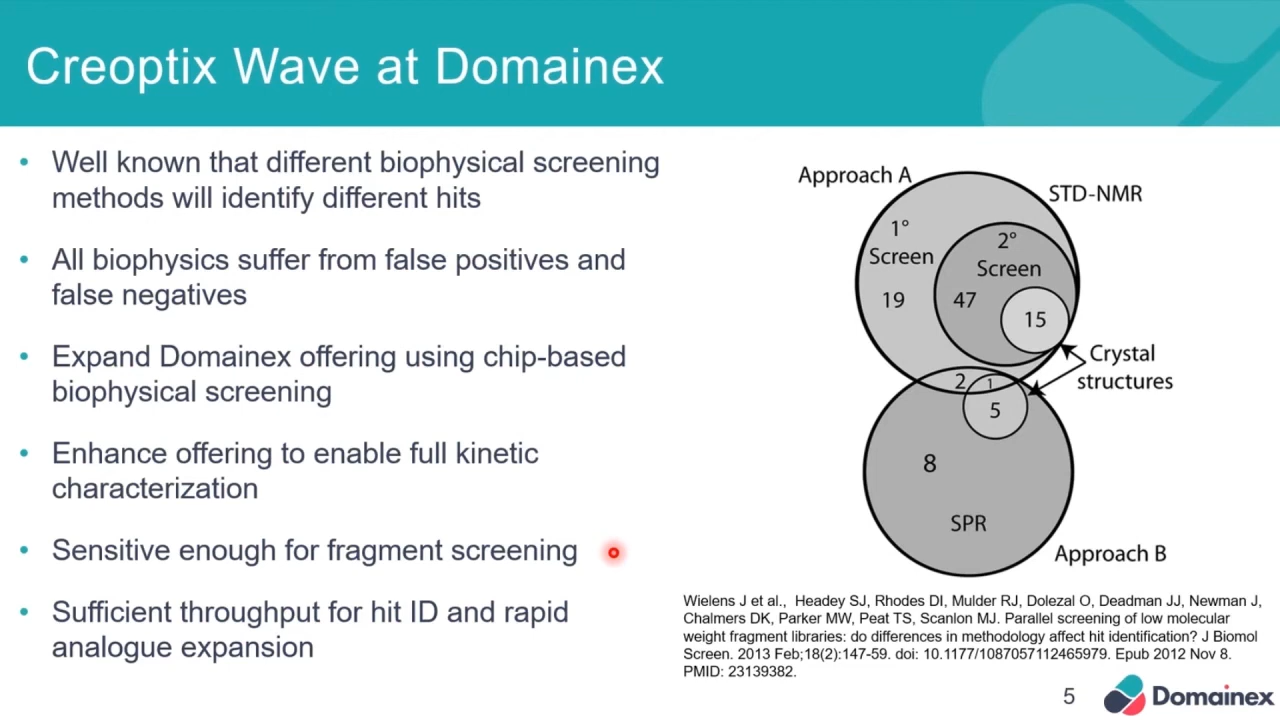 Creoptix Wave at Domainex
• Well known that different biophysical screening
methods will identify different hits
• All biophysics suffer from false positives and
false negatives
• Expand Domainex offering using chip-based
biophysical screening
• Enhance offering to enable full kinetic
characterization
• Sensitive enough for fragment screening
• Sufficient throughput for hit ID and rapid
analogue expansion
Approach A
STD-NMR
1°
Screen
19
2°
Screen
47
15
Crystal
structures
2
1
5
8
SPR
Approach B
Wielens J et al., Headey SJ, Rhodes DI, Mulder RJ, Dolezal O, Deadman JJ, Newman J,
Chalmers DK, Parker MW, Peat TS, Scanlon MJ. Parallel screening of low molecular
weight fragment libraries: do differences in methodology affect hit identification? J Biomol
Screen. 2013 Feb;18(2):147-59. doi: 10.1177/1087057112465979. Epub 2012 Nov 8.
PMID: 23139382.
5
Domainex